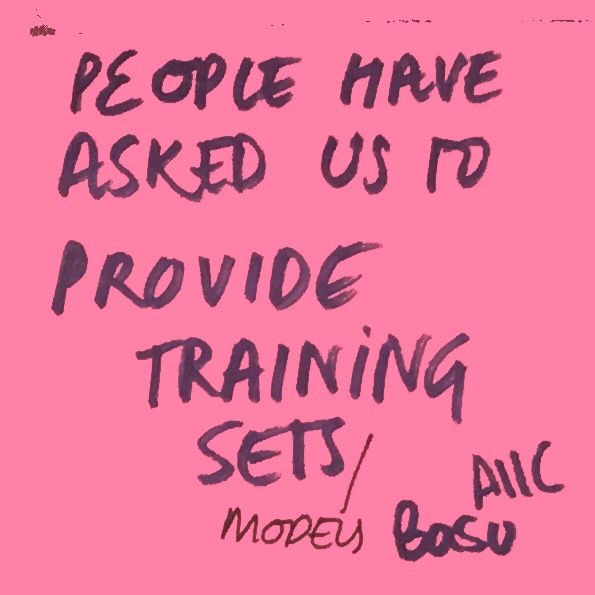 PEOPLE HAVE
ASKED US TO
PROVIDE
TRAINING
SETS/
MODELS
AIIC
BOSU